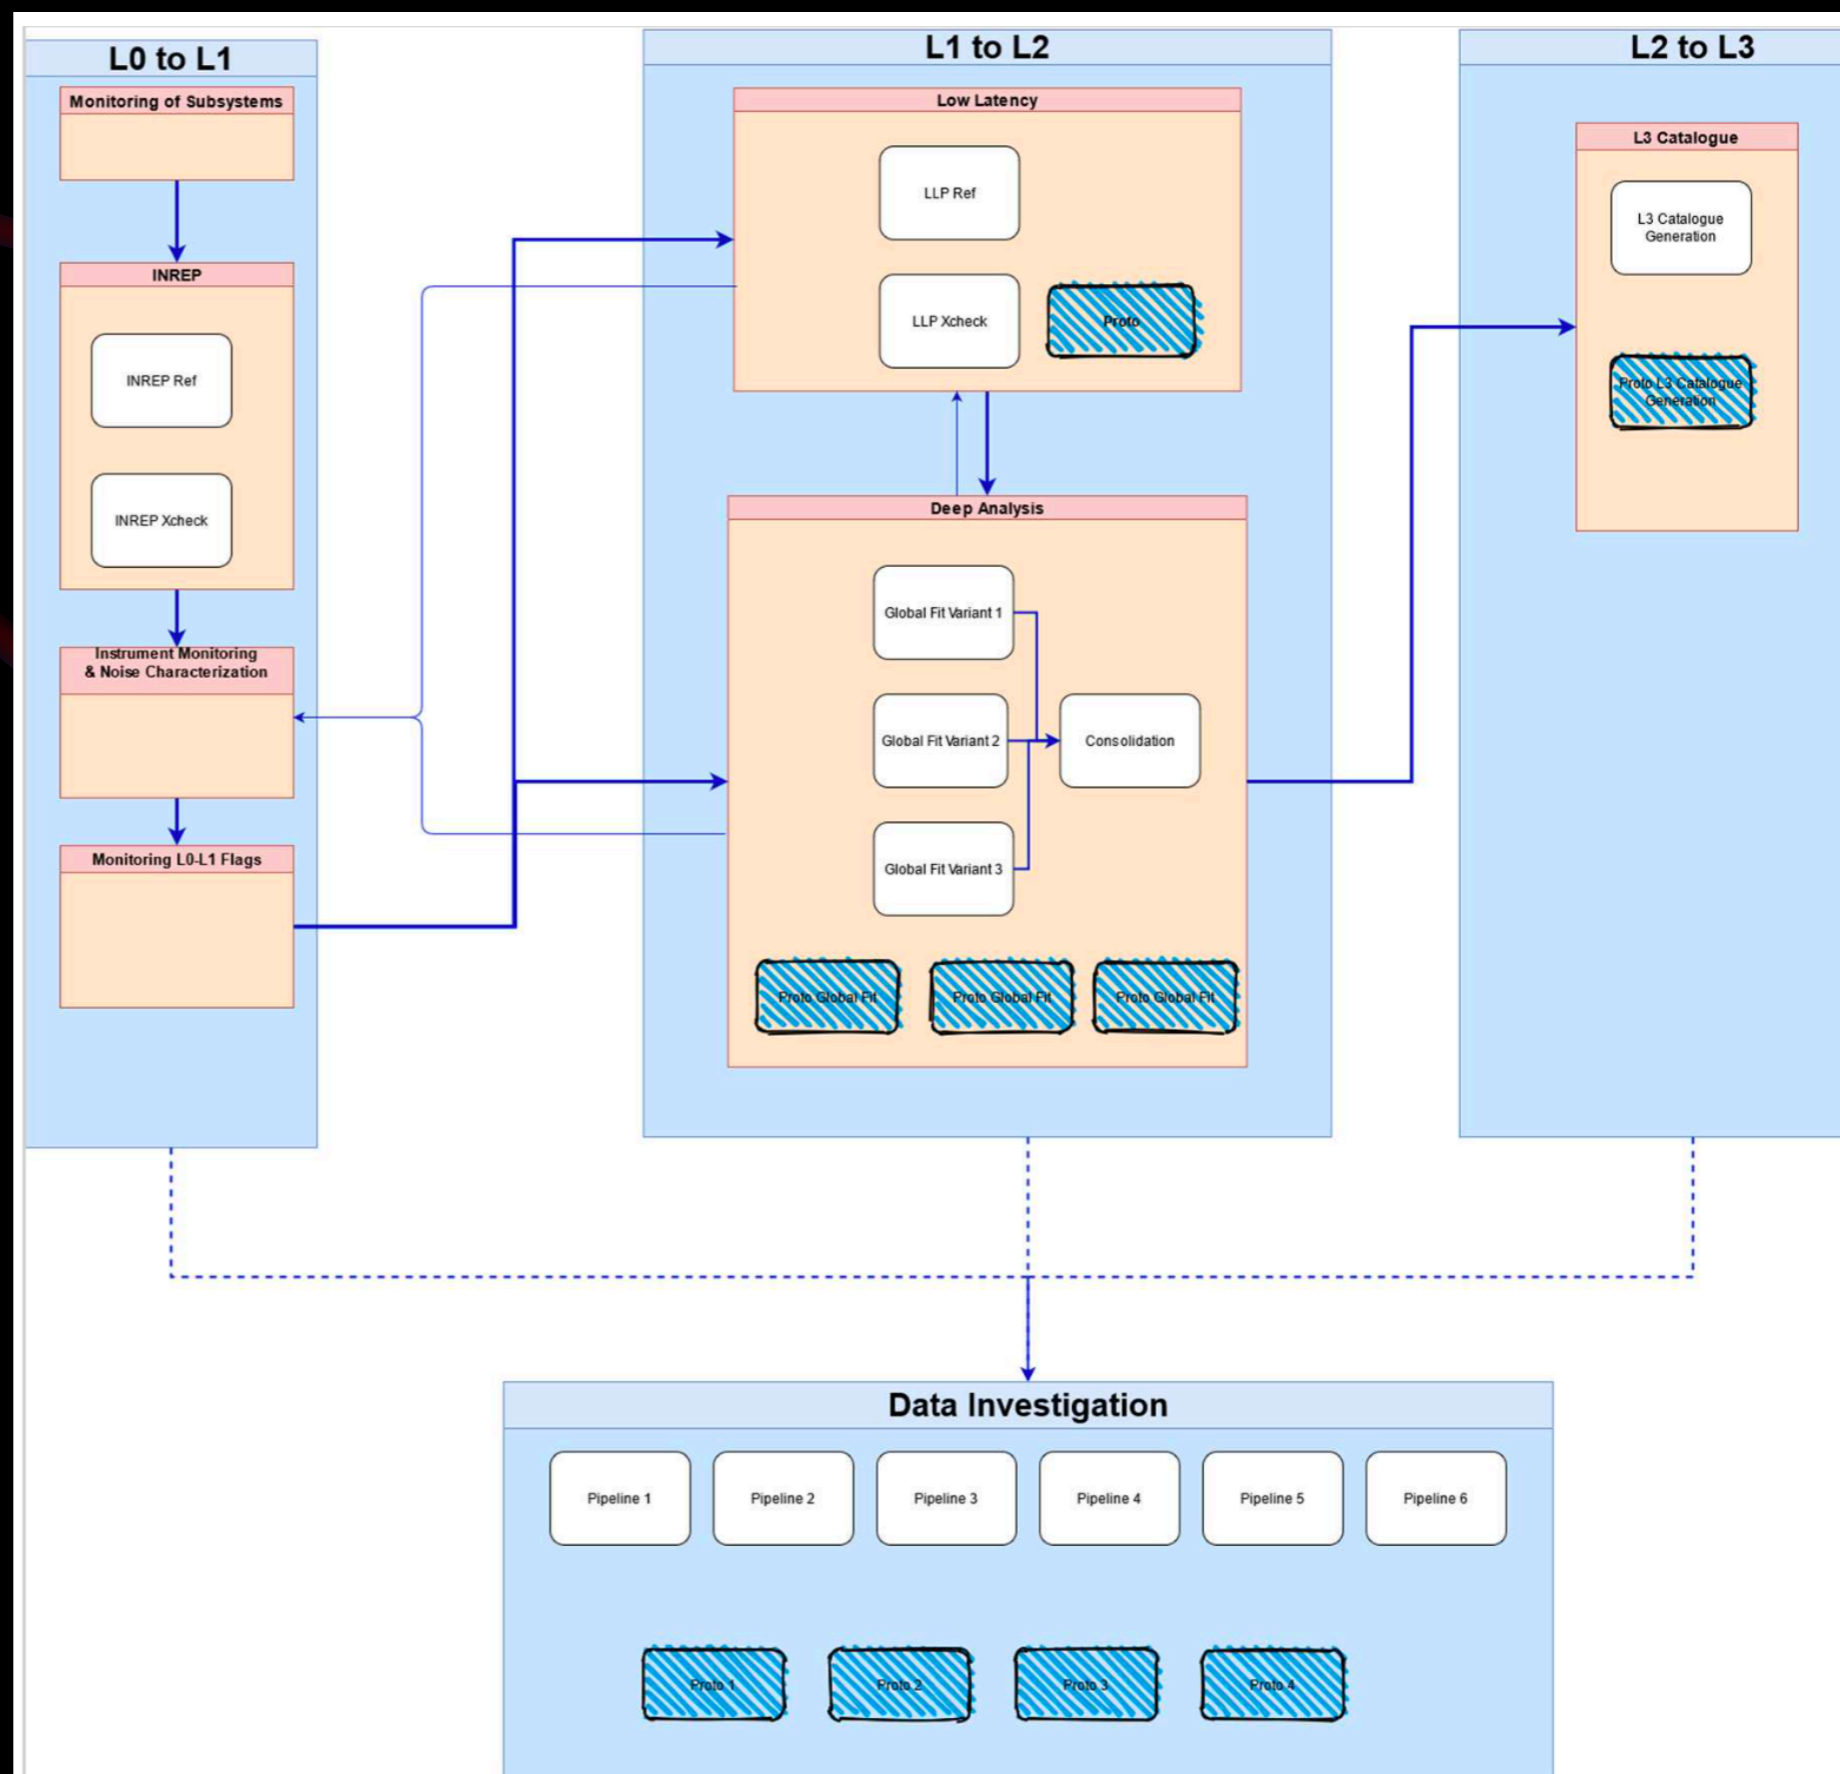 L0 to L1
Monitoring of Subsystems
INREP
INREP Ref
INREP Xcheck
Instrument Monitoring
& Noise Characterization
Monitoring L0-L1 Flags
L1 to L2
Low Latency
LLP Ref
LLP Xcheck
Proto
Deep Analysis
Global Fit Variant 1
Global Fit Variant 2
Consolidation
Global Fit Variant 3
Proto Global Fit
Proto Global Fit
Proto Global Fit
L2 to L3
L3 Catalogue
L3 Catalogue
Generation
Proto L3 Catalogue
Generation
Data Investigation
Pipeline 1
Pipeline 2
Pipeline 3
Pipeline 4
Pipeline 5
Pipeline 6
Proto 1
Proto 2
Proto 3
Proto 4